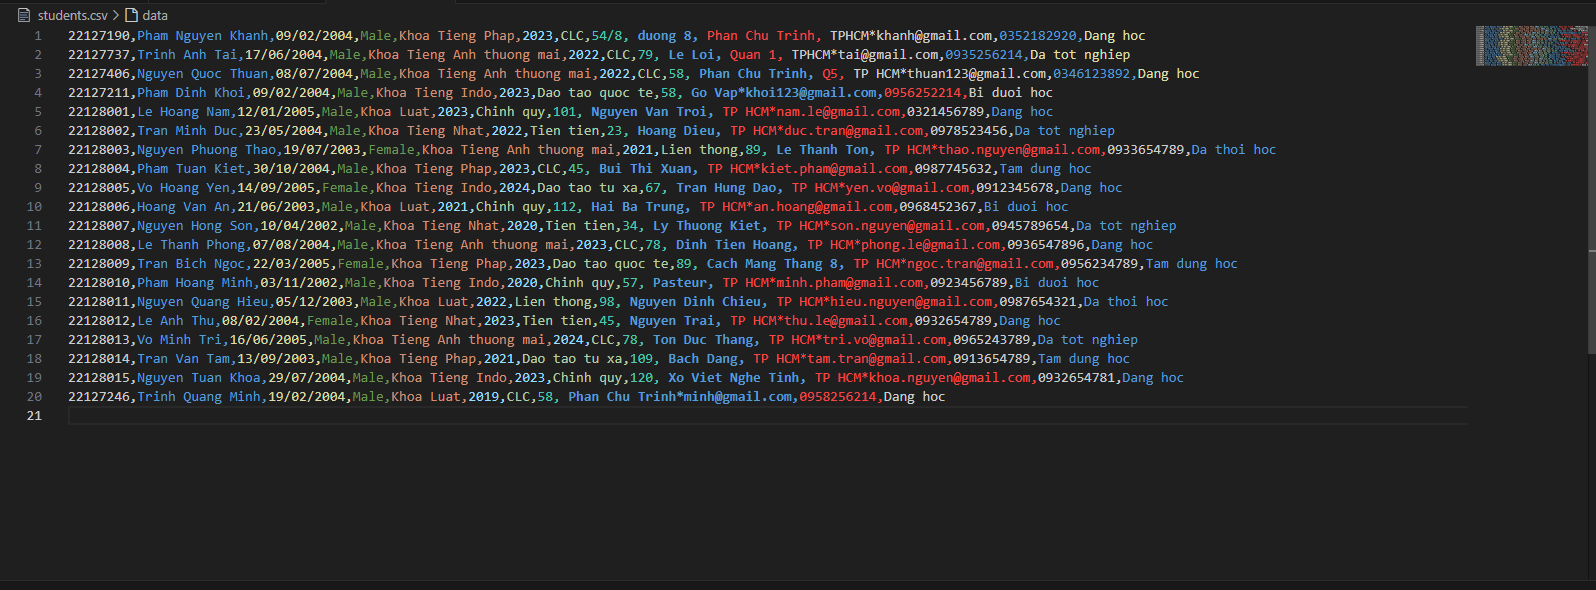 students.csv > data
1 22127190,Pham Nguyen Khanh,09/02/2004,Male,Khoa Tieng Phap,2023,CLC,54/8, duong 8, Phan Chu Trinh, TPHCM*khanh@gmail.com,0352182920,Dang hoc
2 22127737,Trinh Anh Tai,17/06/2004,Male,Khoa Tieng Anh thuong mai,2022,CLC,79, Le Loi, Quan 1, TPHCM*tai@gmail.com,0935256214,Da tot nghiep
3 22127406,Nguyen Quoc Thuan,08/07/2004,Male,Khoa Tieng Anh thuong mai,2022,CLC,58, Phan Chu Trinh, Q5, TP HCM*thuan123@gmail.com,0346123892,Dang hoc
4 22127211,Pham Dinh Khoi,09/02/2004,Male,Khoa Tieng Indo,2023,Dao tao quoc te,58, Go Vap*khoi123@gmail.com,0956252214,Bi duoi hoc
5 22128001,Le Hoang Nam,12/01/2005,Male,Khoa Luat,2023,Chinh quy,101, Nguyen Van Troi, TP HCM*nam.le@gmail.com,0321456789,Dang hoc
6 22128002,Tran Minh Duc,23/05/2004,Male,Khoa Tieng Nhat,2022,Tien tien,23, Hoang Dieu, TP HCM*duc.tran@gmail.com,0978523456,Da tot nghiep
7 22128003,Nguyen Phuong Thao,19/07/2003,Female,Khoa Tieng Anh thuong mai,2021,Lien thong,89, Le Thanh Ton, TP HCM*thao.nguyen@gmail.com,0933654789,Da thoi hoc
8 22128004,Pham Tuan Kiet,30/10/2004,Male,Khoa Tieng Phap,2023,CLC,45, Bui Thi Xuan, TP HCM*kiet.pham@gmail.com,0987745632,Tam dung hoc
9 22128005,Vo Hoang Yen,14/09/2005,Female,Khoa Tieng Indo,2024,Dao tao tu xa,67, Tran Hung Dao, TP HCM*yen.vo@gmail.com,0912345678,Dang hoc
10 22128006,Hoang Van An,21/06/2003,Male,Khoa Luat,2021,Chinh quy,112, Hai Ba Trung, TP HCM*an.hoang@gmail.com,0968452367,Bi duoi hoc
11 22128007,Nguyen Hong Son,10/04/2002,Male,Khoa Tieng Nhat,2020,Tien tien,34, Ly Thuong Kiet, TP HCM*son.nguyen@gmail.com,0945789654,Da tot nghiep
12 22128008,Le Thanh Phong,07/08/2004,Male,Khoa Tieng Anh thuong mai,2023,CLC,78, Dinh Tien Hoang, TP HCM*phong.le@gmail.com,0936547896,Dang hoc
13 22128009,Tran Bich Ngoc,22/03/2005,Female,Khoa Tieng Phap,2023,Dao tao quoc te,89, Cach Mang Thang 8, TP HCM*ngoc.tran@gmail.com,0956234789,Tam dung hoc
14 22128010,Pham Hoang Minh,03/11/2002,Male,Khoa Tieng Indo,2020,Chinh quy,57, Pasteur, TP HCM*minh.pham@gmail.com,0923456789,Bi duoi hoc
15 22128011,Nguyen Quang Hieu,05/12/2003,Male,Khoa Luat,2022,Lien thong,98, Nguyen Dinh Chieu, TP HCM*hieu.nguyen@gmail.com,0987654321,Da thoi hoc
16 22128012,Le Anh Thu,08/02/2004,Female,Khoa Tieng Nhat,2023,Tien tien,45, Nguyen Trai, TP HCM*thu.le@gmail.com,0932654789,Dang hoc
17 22128013,Vo Minh Tri,16/06/2005,Male,Khoa Tieng Anh thuong mai,2024,CLC,78, Ton Duc Thang, TP HCM*tri.vo@gmail.com,0965243789,Da tot nghiep
18 22128014,Tran Van Tam,13/09/2003,Male,Khoa Tieng Phap,2021,Dao tao tu xa,109, Bach Dang, TP HCM*tam.tran@gmail.com,0913654789,Tam dung hoc
19 22128015,Nguyen Tuan Khoa,29/07/2004,Male,Khoa Tieng Indo,2023,Chinh quy,120, Xo Viet Nghe Tinh, TP HCM*khoa.nguyen@gmail.com,0932654781,Dang hoc
20 22127246,Trinh Quang Minh,19/02/2004,Male,Khoa Luat,2019,CLC,58, Phan Chu Trinh*minh@gmail.com,0958256214,Dang hoc
21